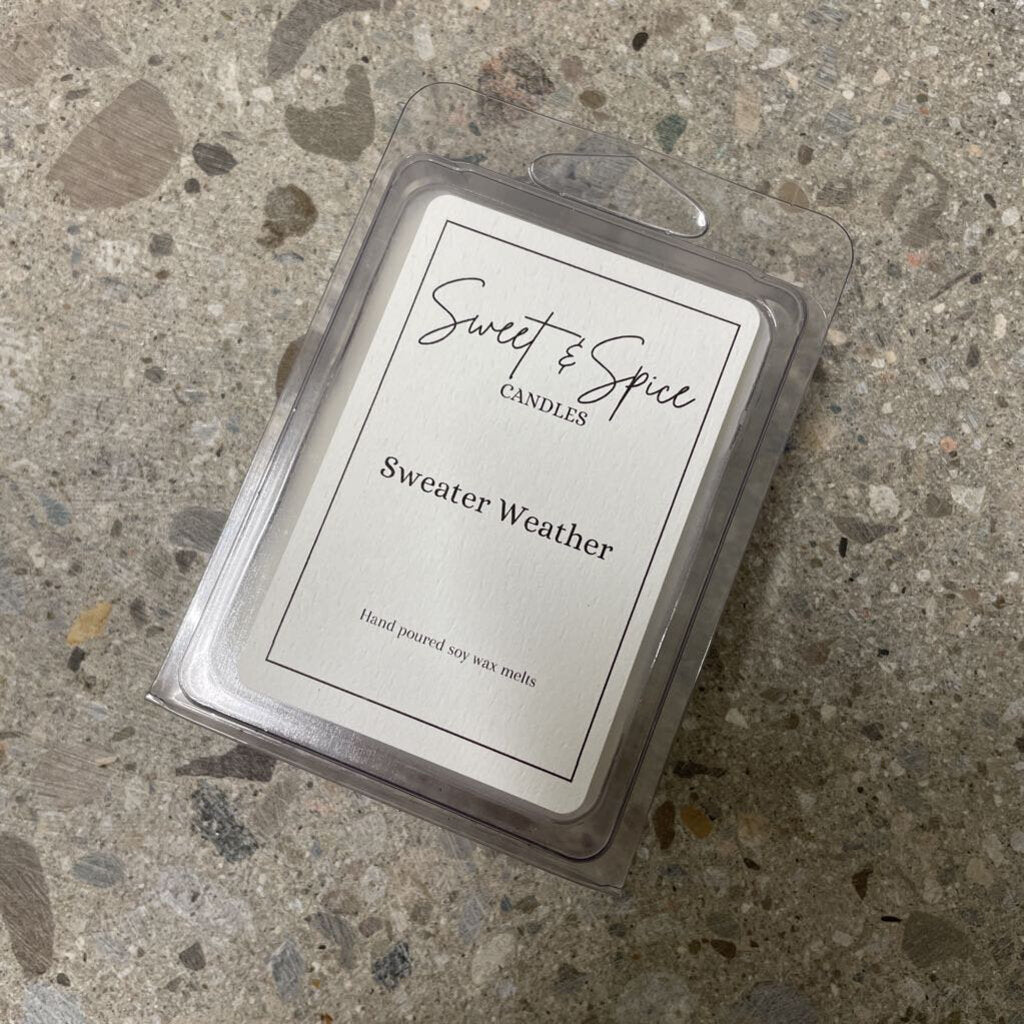 Sweet & Spice
CANDLES
Sweater Weather
Hand poured soy wax melts